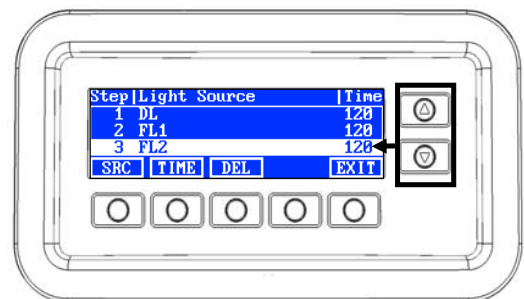 Step|Light Source |Time
1 DL 120
2 FL1 120
3 FL2 120
SRC TIME DEL EXIT